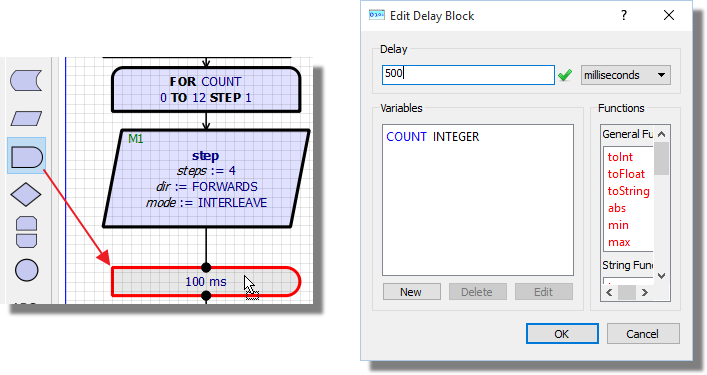 FOR COUNT
0 TO 12 STEP 1
M1
step
steps := 4
dir := FORWARDS
mode := INTERLEAVE
100 ms
Edit Delay Block
?
Delay
500
milliseconds
Variables
COUNT INTEGER
New
Delete
Edit
Functions
General Fu
toInt
toFloat
toString
abs
min
max
String Func
OK
Cancel